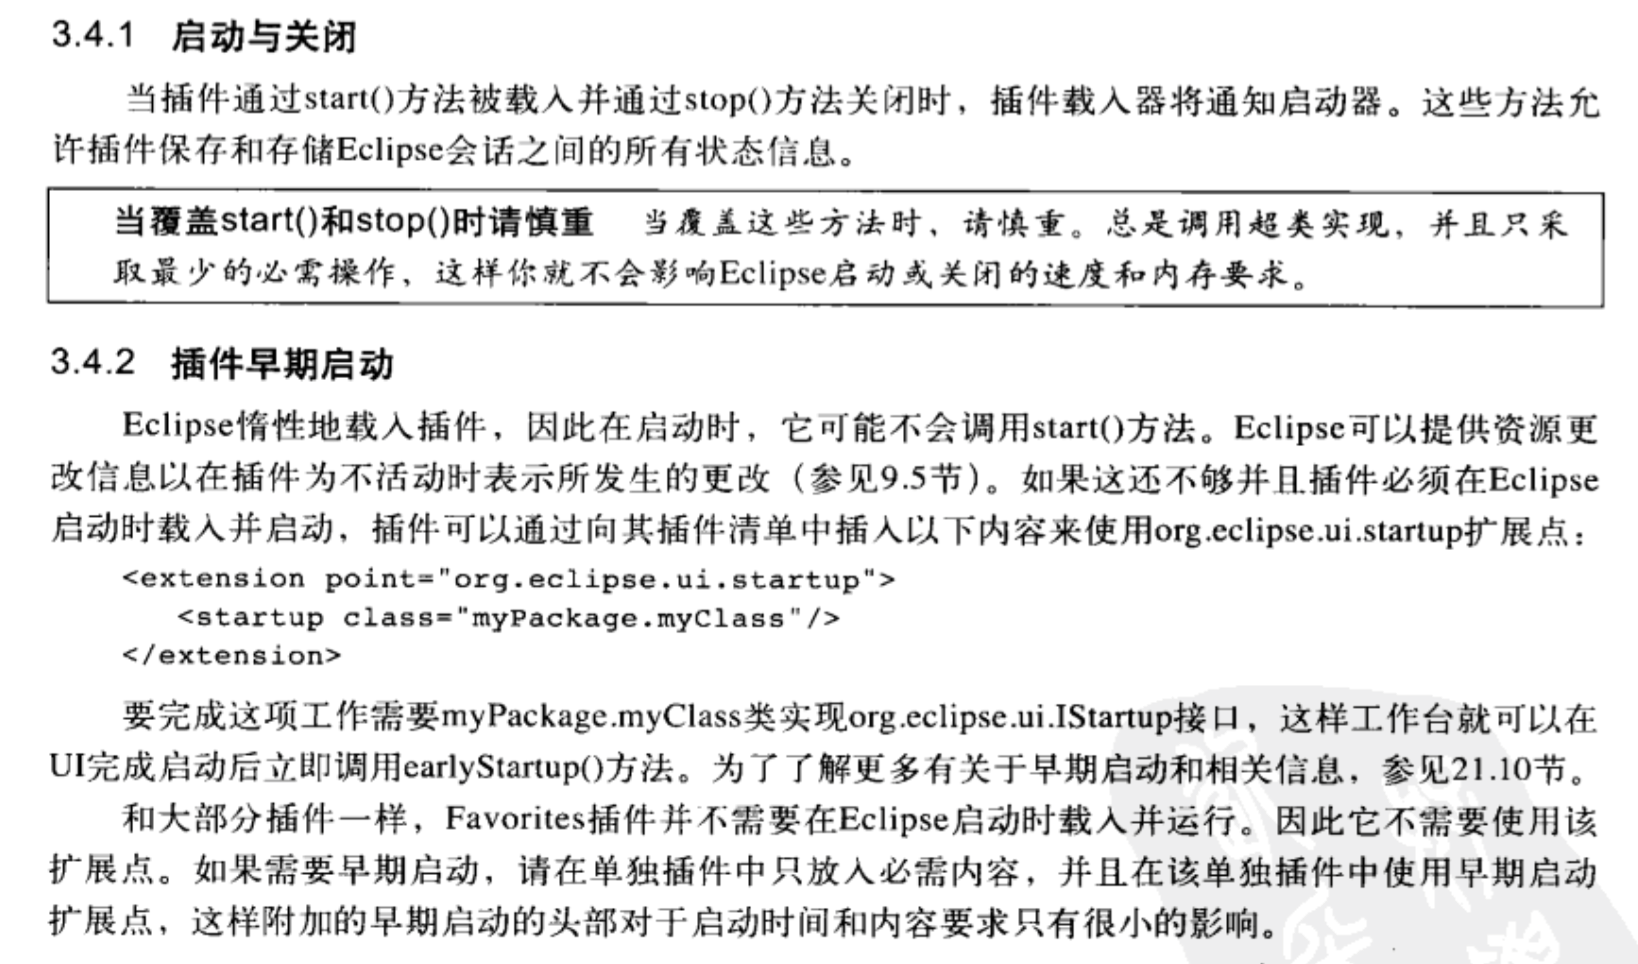 3.4.1 启动与关闭
当插件通过start()方法被载入并通过stop()方法关闭时，插件载入器将通知启动器。这些方法允
许插件保存和存储Eclipse会话之间的所有状态信息。
当覆盖start()和stop()时请慎重 当覆盖这些方法时，请慎重。总是调用超类实现，并且只采
取最少的必需操作，这样你就不会影响Eclipse启动或关闭的速度和内存要求。
3.4.2 插件早期启动
Eclipse惰性地载入插件，因此在启动时，它可能不会调用start()方法。Eclipse可以提供资源更
改信息以在插件为不活动时表示所发生的更改（参见9.5节）。如果这还不够并且插件必须在Eclipse
启动时载入并启动，插件可以通过向其插件清单中插入以下内容来使用org.eclipse.ui.startup扩展点：
<extension point="org.eclipse.ui.startup">
<startup class="myPackage.myClass"/>
</extension>
要完成这项工作需要myPackage.myClass类实现org.eclipse.ui.IStartup接口，这样工作台就可以在
UI完成启动后立即调用earlyStartup()方法。为了了解更多有关于早期启动和相关信息，参见21.10节。
和大部分插件一样，Favorites插件并不需要在Eclipse启动时载入并运行。因此它不需要使用该
扩展点。如果需要早期启动，请在单独插件中只放入必需内容，并且在该单独插件中使用早期启动
扩展点，这样附加的早期启动的头部对于启动时间和内容要求只有很小的影响。